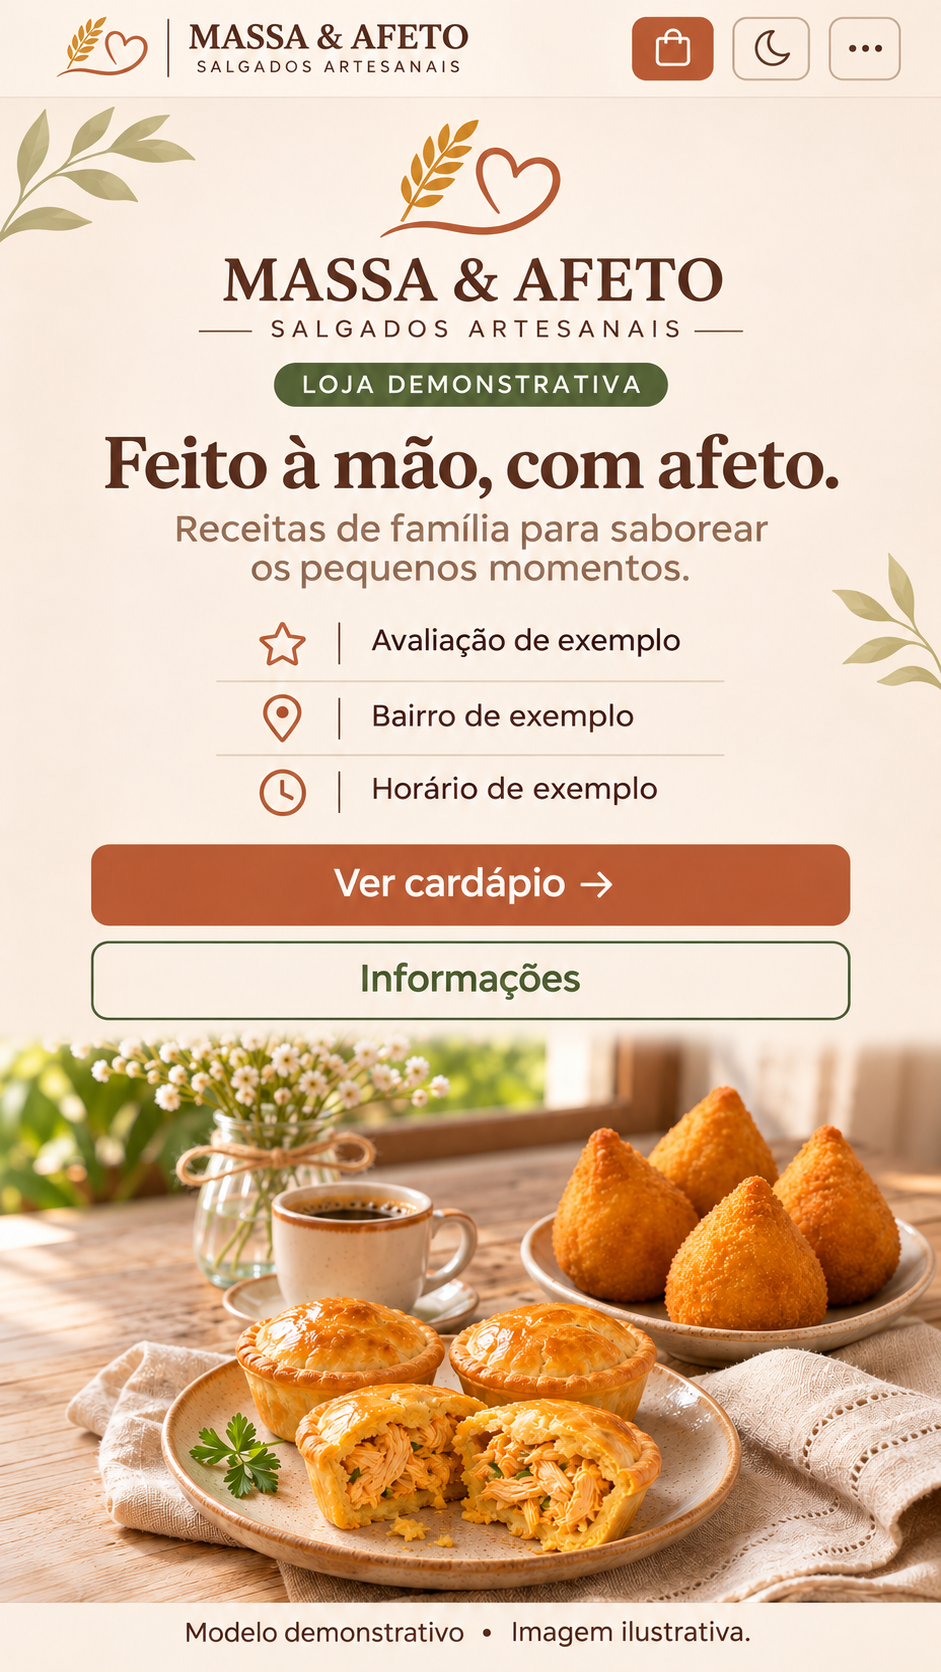 MASSA & AFETO
SALGADOS ARTESANAIS
MASSA & AFETO
SALGADOS ARTESANAIS
LOJA DEMONSTRATIVA
Feito à mão, com afeto.
Receitas de família para saborear
os pequenos momentos.
Avaliação de exemplo
Bairro de exemplo
Horário de exemplo
Ver cardápio →
Informações
Modelo demonstrativo • Imagem ilustrativa.